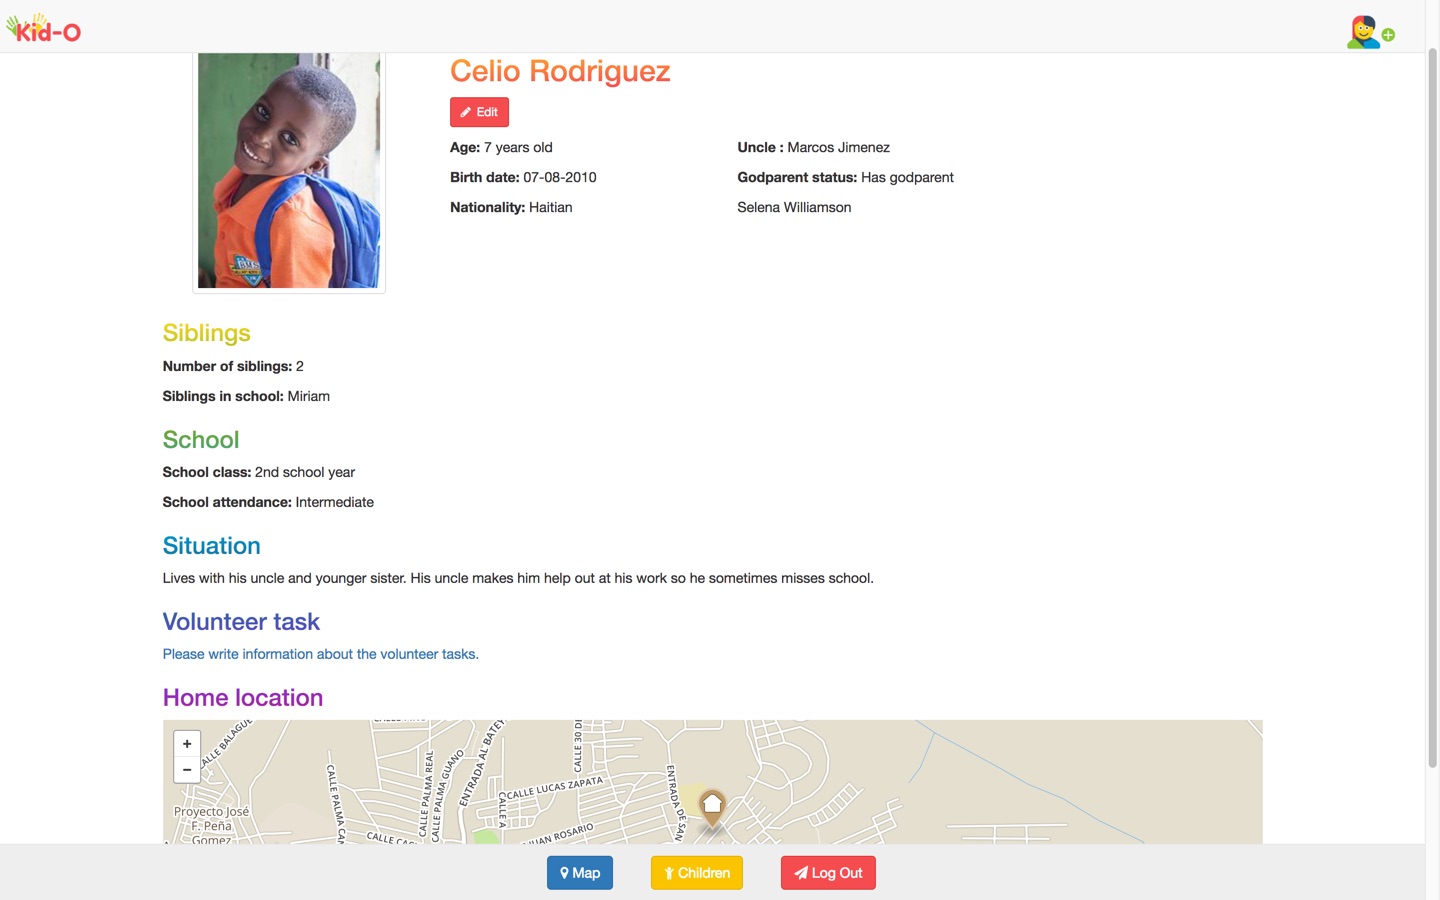 Kid-O
Celio Rodriguez
Edit
Age: 7 years old
Uncle : Marcos Jimenez
Birth date: 07-08-2010
Godparent status: Has godparent
Nationality: Haitian
Selena Williamson
Siblings
Number of siblings: 2
Siblings in school: Miriam
School
School class: 2nd school year
School attendance: Intermediate
Situation
Lives with his uncle and younger sister. His uncle makes him help out at his work so he sometimes misses school.
Volunteer task
Please write information about the volunteer tasks.
Home location
+
−
CALLE PALMA REAL
CALLE PALMA GUANO
ENTRADA AL BATEY
CALLE 30 DE
CALLE LUCAS ZAPATA
CALLE A
ENTRADA DE SAN
JUAN ROSARIO
CALLE PALMA CA
Proyecto José
F. Peña
Gomez
Map
Children
Log Out